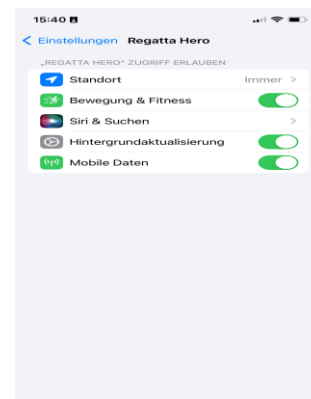 15:40
Einstellungen Regatta Hero
„REGATTA HERO“ ZUGRIFF ERLAUBEN
Standort Immer >
Bewegung & Fitness
Siri & Suchen >
Hintergrundaktualisierung
Mobile Daten